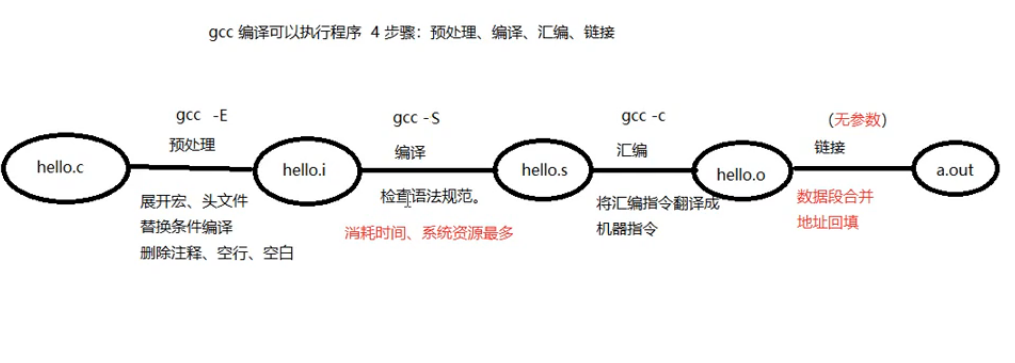 gcc 编译可以执行程序 4 步骤：预处理、编译、汇编、链接
gcc -E
gcc - S
gcc -c
(无参数)
预处理
编译
汇编
链接
hello.c
hello.i
hello.s
hello.o
a.out
展开宏、头文件
替换条件编译
删除注释、空行、空白
检查语法规范。
消耗时间、系统资源最多
将汇编指令翻译成
机器指令
数据段合并
地址回填